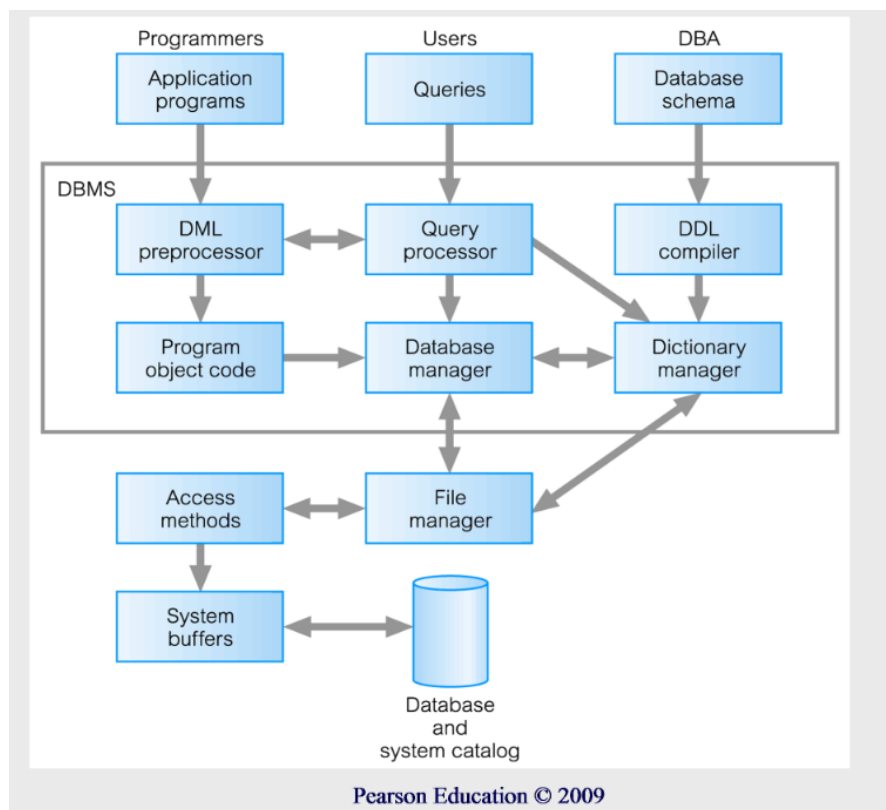 Programmers
Users
DBA
Application
programs
Queries
Database
schema
DBMS
DML
preprocessor
Query
processor
DDL
compiler
Program
object code
Database
manager
Dictionary
manager
Access
methods
File
manager
System
buffers
Database
and
system catalog
Pearson Education © 2009